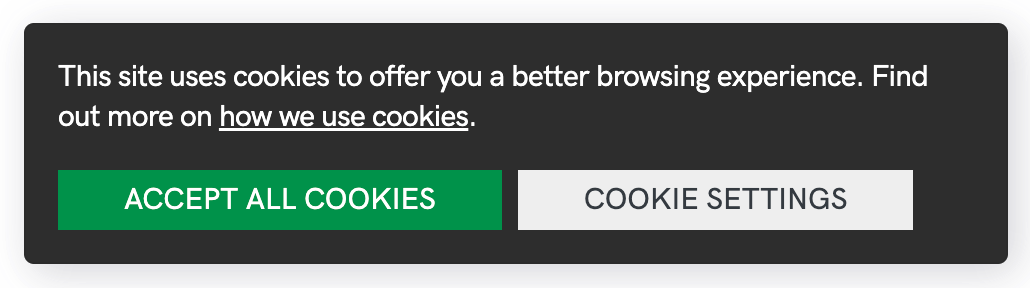 This site uses cookies to offer you a better browsing experience. Find
out more on how we use cookies.
ACCEPT ALL COOKIES
COOKIE SETTINGS